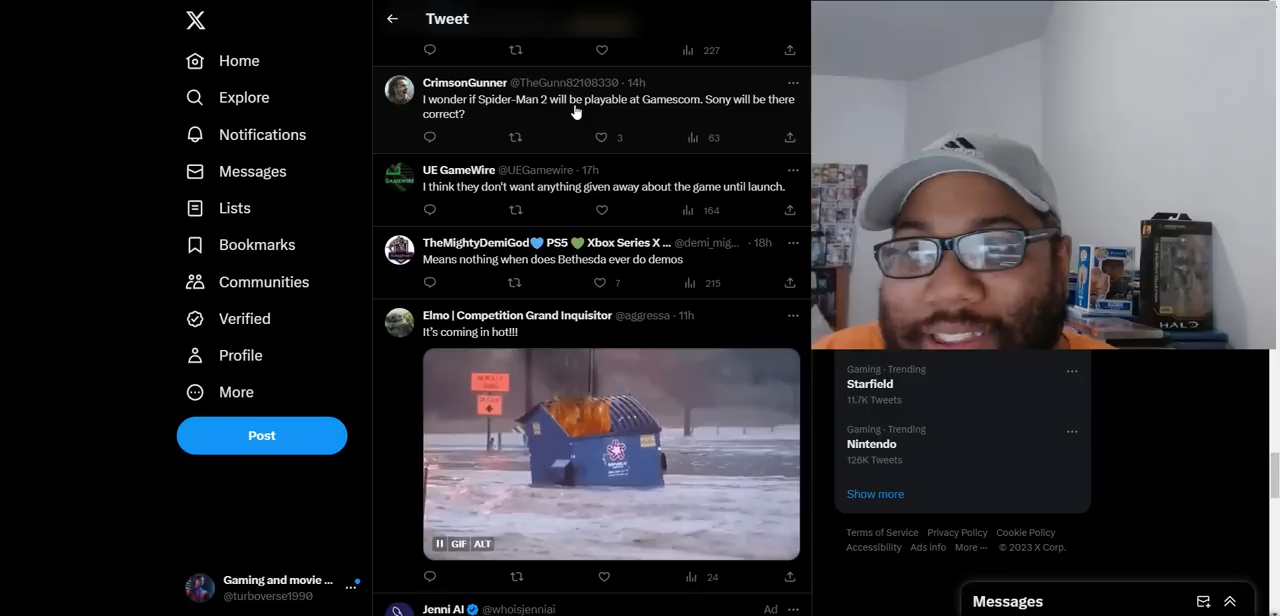 Tweet
227
Home
Explore
Notifications
Messages
Lists
Bookmarks
Communities
Verified
Profile
More
Post
Gaming and movie ...
@turboverse1990
CrimsonGunner @TheGunn82108330 · 14h
I wonder if Spider-Man 2 will be playable at Gamescom. Sony will be there
correct?
3
63
UE GameWire @UEGamewire · 17h
I think they don't want anything given away about the game until launch.
164
TheMightyDemiGod💙 PS5 💚 Xbox Series X ... @demi_mig... · 18h
Means nothing when does Bethesda ever do demos
7
215
Elmo | Competition Grand Inquisitor @aggressa · 11h
It's coming in hot!!!
GIF ALT
24
Jenni AI @whoisjenniai Ad
HALO
Gaming · Trending
Starfield
11.7K Tweets
Gaming · Trending
Nintendo
126K Tweets
Show more
Terms of Service Privacy Policy Cookie Policy
Accessibility Ads info More ··· © 2023 X Corp.
Messages